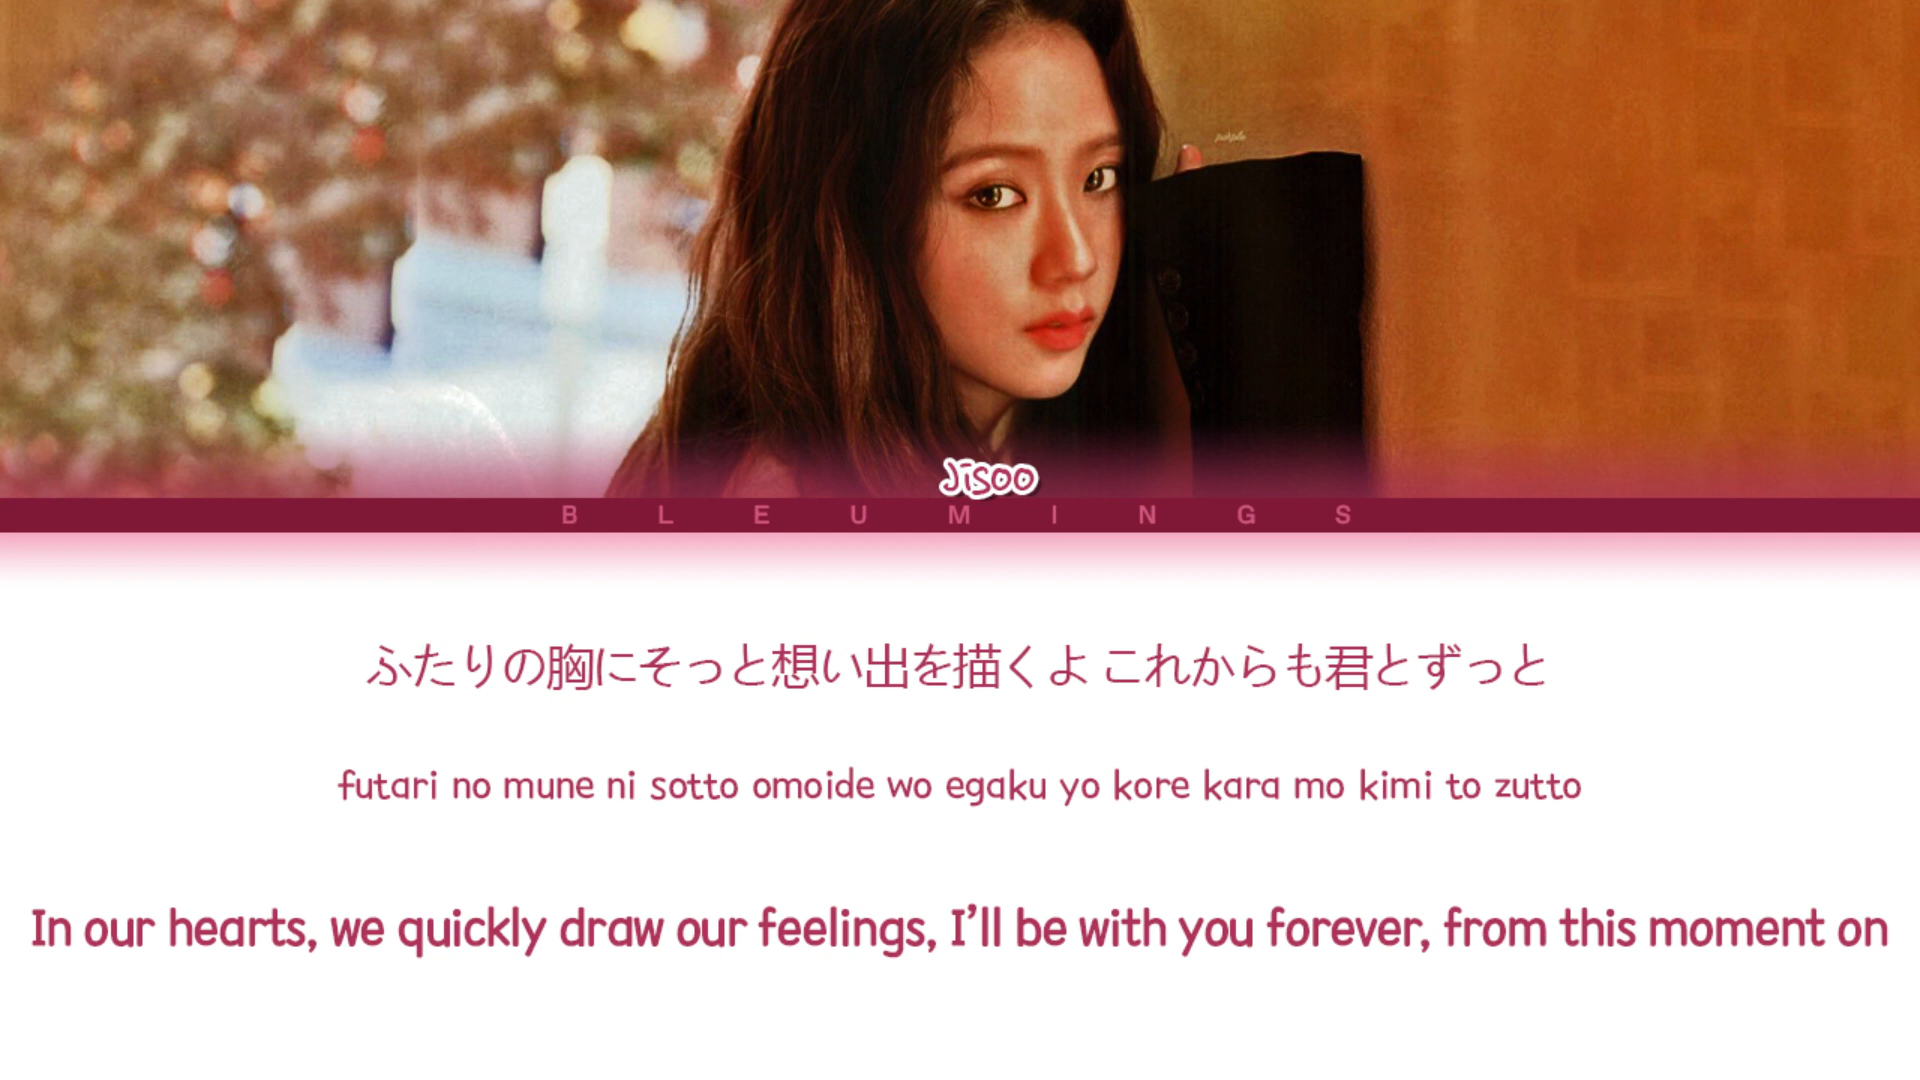 Jisoo
BLEUMINGS
ふたりの胸にそっと想い出を描くよ これからも君とずっと
futari no mune ni sotto omoide wo egaku yo kore kara mo kimi to zutto
In our hearts, we quickly draw our feelings, I'll be with you forever, from this moment on